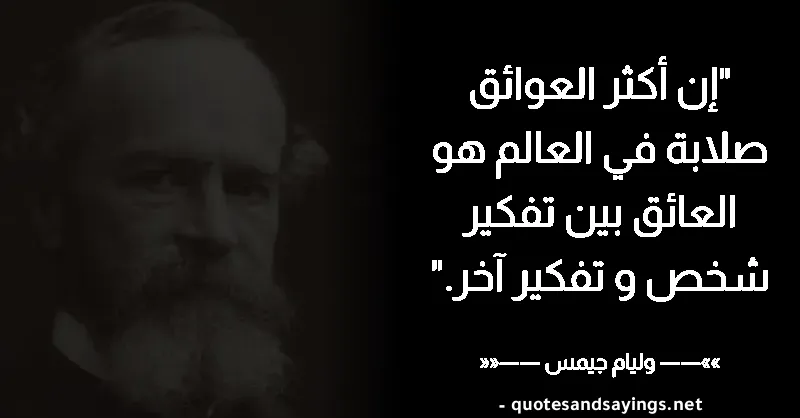 "إن أكثر العوائق
صلابة في العالم هو
العائق بين تفكير
شخص و تفكير آخر."
««—— وليام جيمس ——»»
- quotesandsayings.net